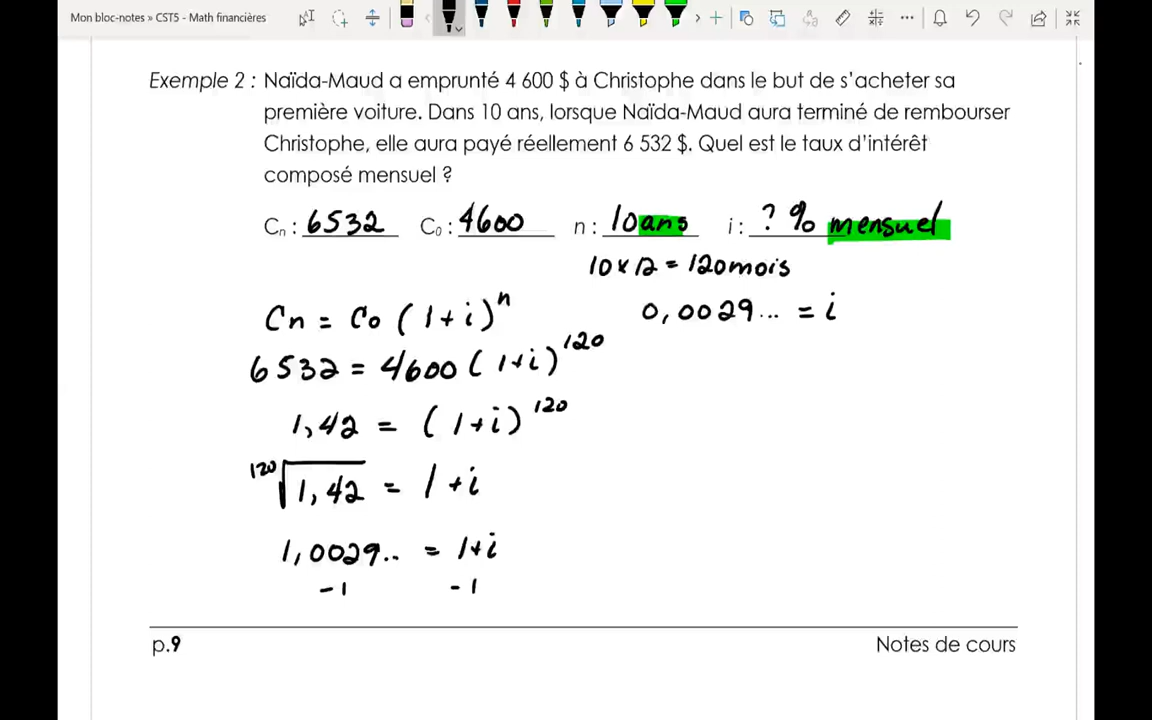 Mon bloc-notes » CST5 - Math financières
Exemple 2 : Naïda-Maud a emprunté 4 600 $ à Christophe dans le but de s'acheter sa
première voiture. Dans 10 ans, lorsque Naïda-Maud aura terminé de rembourser
Christophe, elle aura payé réellement 6 532 $. Quel est le taux d'intérêt
composé mensuel ?
Cn : 6532 C0 : 4600 n : 10 ans i : ? % mensuel
10 x 12 = 120 mois
Cn = C0 (1 + i)^n
0,0029... = i
6532 = 4600 (1+i)^120
1,42 = (1+i)^120
120√1,42 = 1 + i
1,0029.. = 1+i
-1 -1
p.9 Notes de cours